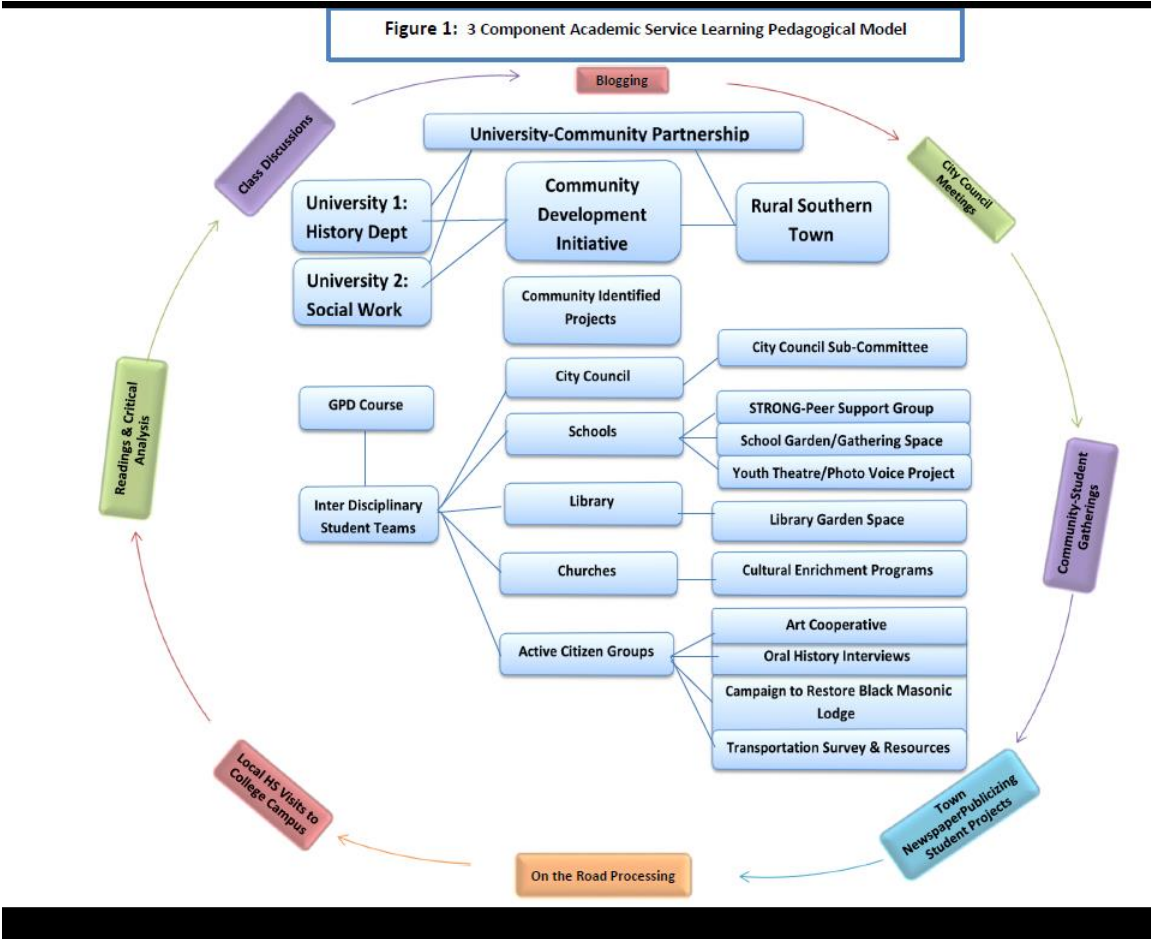 Figure 1: 3 Component Academic Service Learning Pedagogical Model
Blogging
Class Discussions
City Council
Meetings
University-Community Partnership
University 1:
History Dept
Community
Development
Initiative
Rural Southern
Town
University 2:
Social Work
Community Identified
Projects
City Council Sub-Committee
City Council
GPD Course
STRONG-Peer Support Group
Schools
School Garden/Gathering Space
Youth Theatre/Photo Voice Project
Readings & Critical
Analysis
Community-Student
Gatherings
Inter Disciplinary
Student Teams
Library
Library Garden Space
Churches
Cultural Enrichment Programs
Art Cooperative
Active Citizen Groups
Oral History Interviews
Campaign to Restore Black Masonic
Lodge
Transportation Survey & Resources
Local HS Visits to
College Campus
Town
NewspaperPublicizing
Student Projects
On the Road Processing